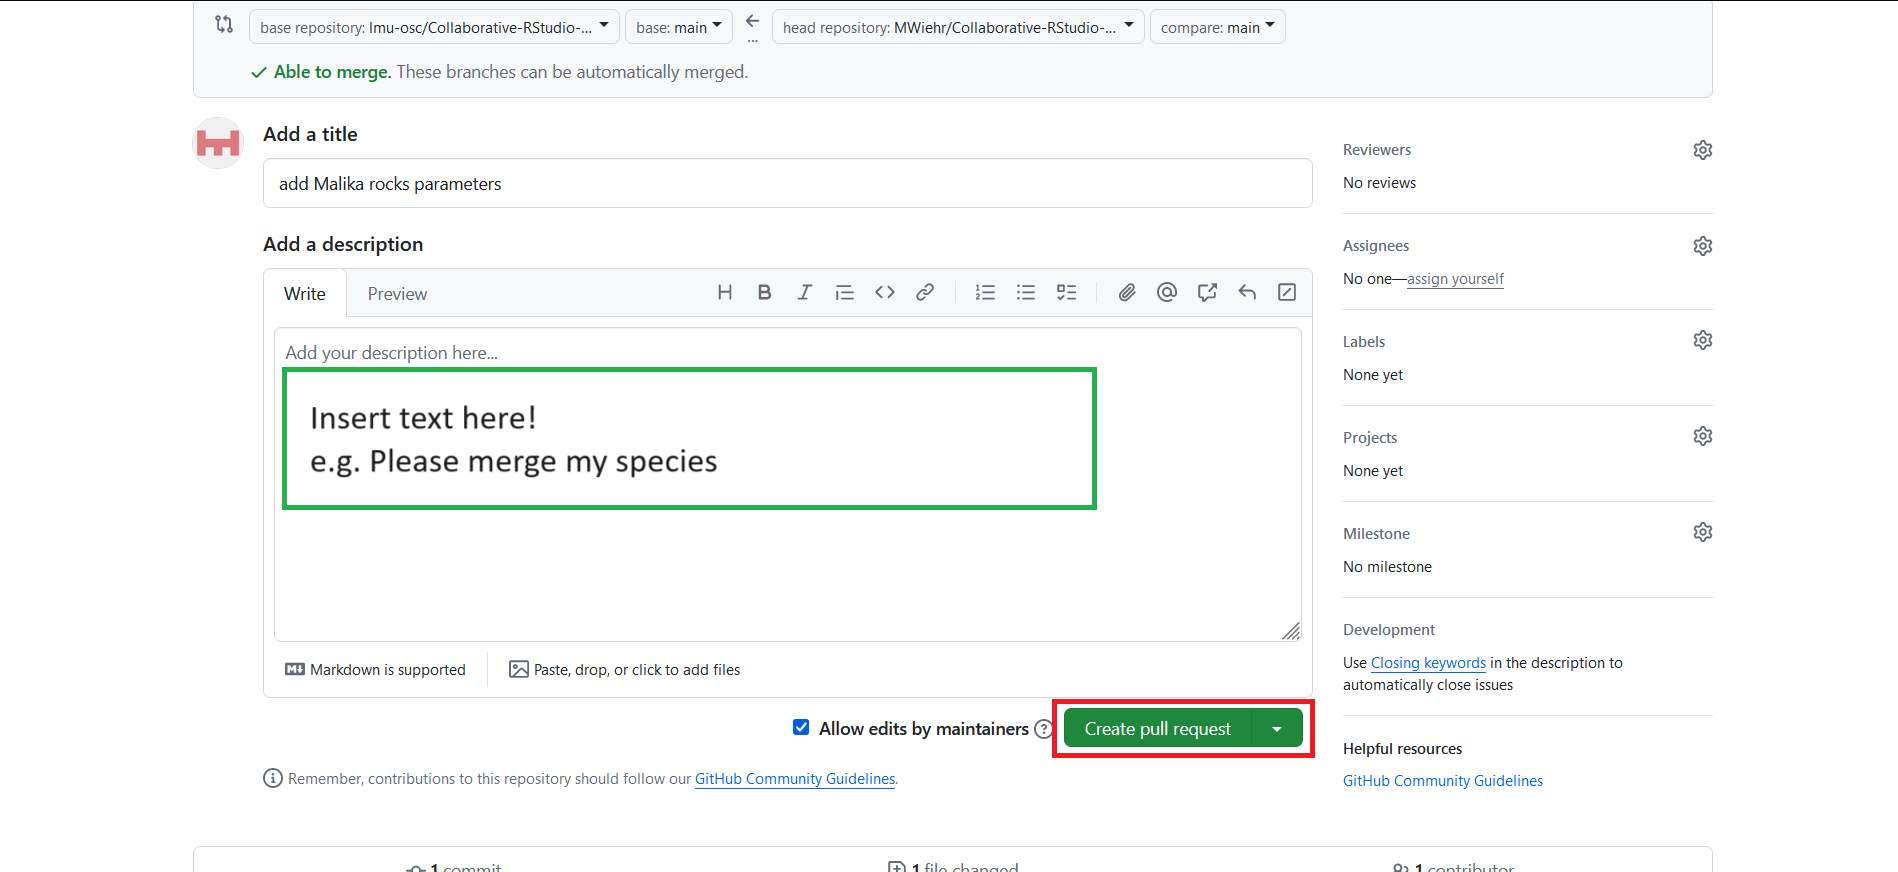 base repository: lmu-osc/Collaborative-RStudio-... base: main ... head repository: MWiehr/Collaborative-RStudio-... compare: main
Able to merge. These branches can be automatically merged.
Add a title
add Malika rocks parameters
Add a description
Write Preview
Add your description here...
Insert text here!
e.g. Please merge my species
Markdown is supported Paste, drop, or click to add files
Allow edits by maintainers Create pull request
Remember, contributions to this repository should follow our GitHub Community Guidelines.
Reviewers
No reviews
Assignees
No one—assign yourself
Labels
None yet
Projects
None yet
Milestone
No milestone
Development
Use Closing keywords in the description to
automatically close issues
Helpful resources
GitHub Community Guidelines
1 commit 1 file changed 1 contributor